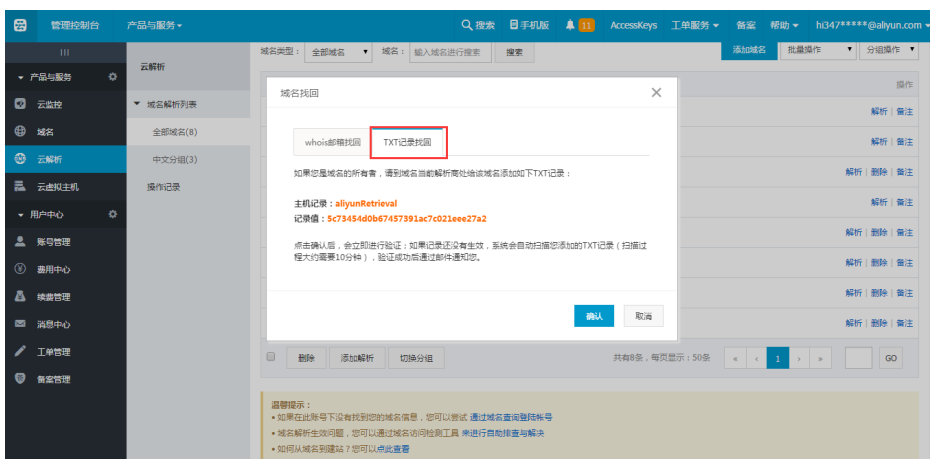 管理控制台 产品与服务 搜索 手机版 11 AccessKeys 工单服务 备案 帮助 hi347*****@aliyun.com
域名类型： 全部域名 域名： 输入域名进行搜索 搜索 添加域名 批量操作 分组操作
产品与服务
云监控
域名
云解析
云虚拟主机
用户中心
账号管理
费用中心
续费管理
消息中心
工单管理
备案管理
云解析
域名解析列表
全部域名(8)
中文分组(3)
操作记录
操作
解析 | 备注
解析 | 备注
解析 | 删除 | 备注
解析 | 备注
解析 | 删除 | 备注
解析 | 删除 | 备注
解析 | 删除 | 备注
解析 | 删除 | 备注
域名找回
whois邮箱找回 TXT记录找回
如果您是域名的所有者，请到域名当前解析商处给该域名添加如下TXT记录：
主机记录：aliyunRetrieval
记录值：5c73454d0b67457391ac7c021eee27a2
点击确认后，会立即进行验证；如果记录还没有生效，系统会自动扫描您添加的TXT记录（扫描过
程大约需要10分钟），验证成功后通过邮件通知您。
确认 取消
删除 添加解析 切换分组 共有8条，每页显示：50条 « ‹ 1 › » GO
温馨提示：
• 如果在此账号下没有找到您的域名信息，您可以尝试 通过域名查询登陆帐号
• 域名解析生效问题，您可以通过域名访问检测工具 来进行自助排查与解决
• 如何从域名到建站？您可以点此查看